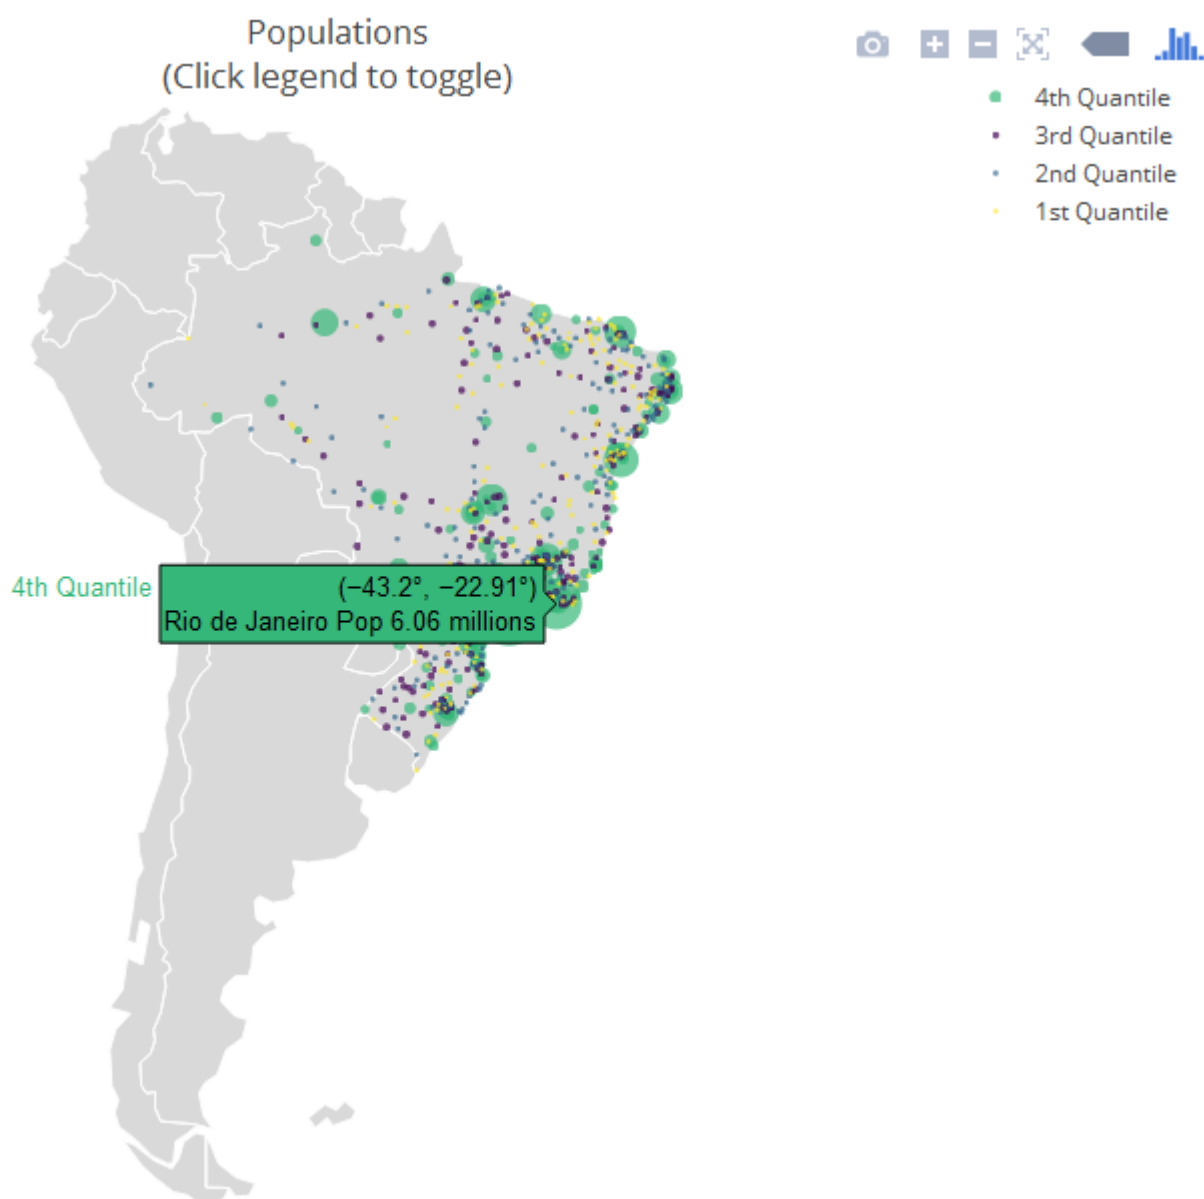 Populations
(Click legend to toggle)
4th Quantile
3rd Quantile
2nd Quantile
1st Quantile
4th Quantile
(−43.2°, −22.91°)
Rio de Janeiro Pop 6.06 millions